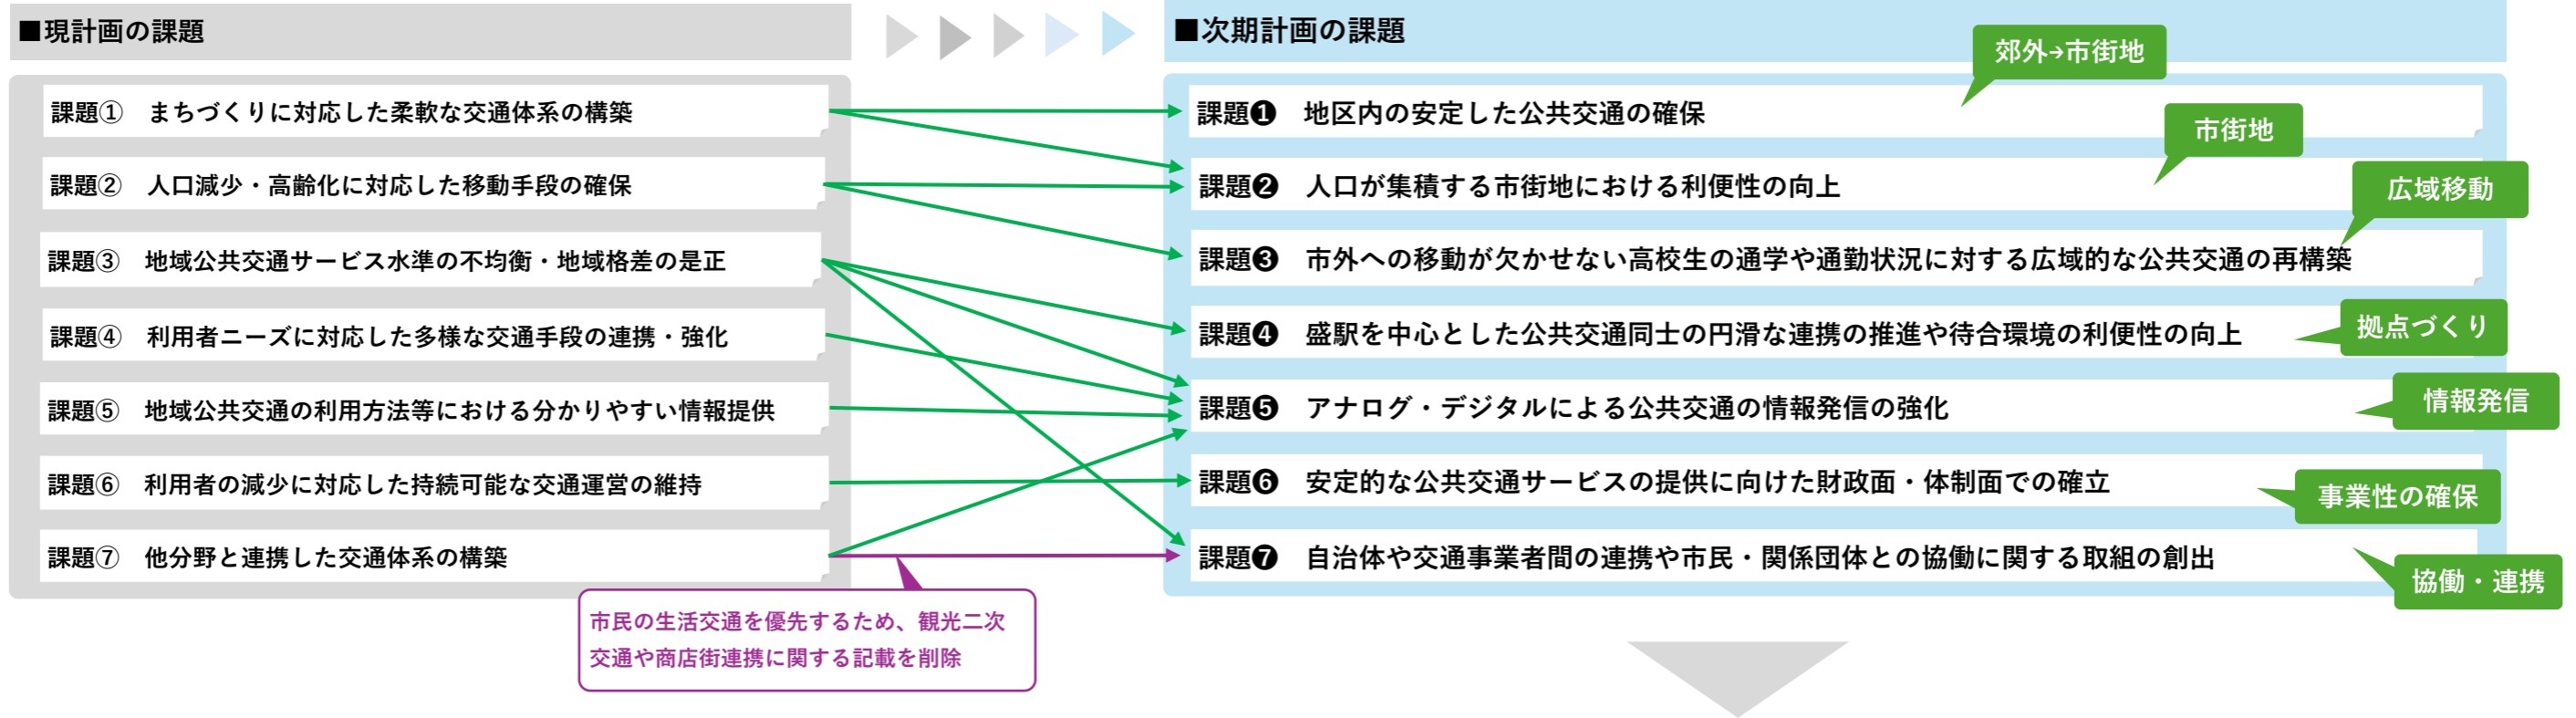 ■現計画の課題
課題① まちづくりに対応した柔軟な交通体系の構築
課題② 人口減少・高齢化に対応した移動手段の確保
課題③ 地域公共交通サービス水準の不均衡・地域格差の是正
課題④ 利用者ニーズに対応した多様な交通手段の連携・強化
課題⑤ 地域公共交通の利用方法等における分かりやすい情報提供
課題⑥ 利用者の減少に対応した持続可能な交通運営の維持
課題⑦ 他分野と連携した交通体系の構築
市民の生活交通を優先するため、観光二次
交通や商店街連携に関する記載を削除
■次期計画の課題
郊外→市街地
課題❶ 地区内の安定した公共交通の確保
市街地
課題❷ 人口が集積する市街地における利便性の向上
広域移動
課題❸ 市外への移動が欠かせない高校生の通学や通勤状況に対する広域的な公共交通の再構築
課題❹ 盛駅を中心とした公共交通同士の円滑な連携の推進や待合環境の利便性の向上
拠点づくり
課題❺ アナログ・デジタルによる公共交通の情報発信の強化
情報発信
課題❻ 安定的な公共交通サービスの提供に向けた財政面・体制面での確立
事業性の確保
課題❼ 自治体や交通事業者間の連携や市民・関係団体との協働に関する取組の創出
協働・連携